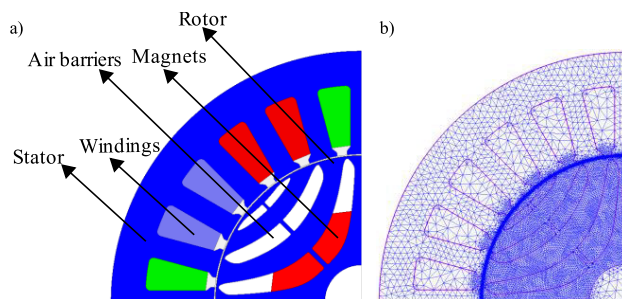 a)
Rotor
b)
Air barriers
Magnets
Windings
Stator